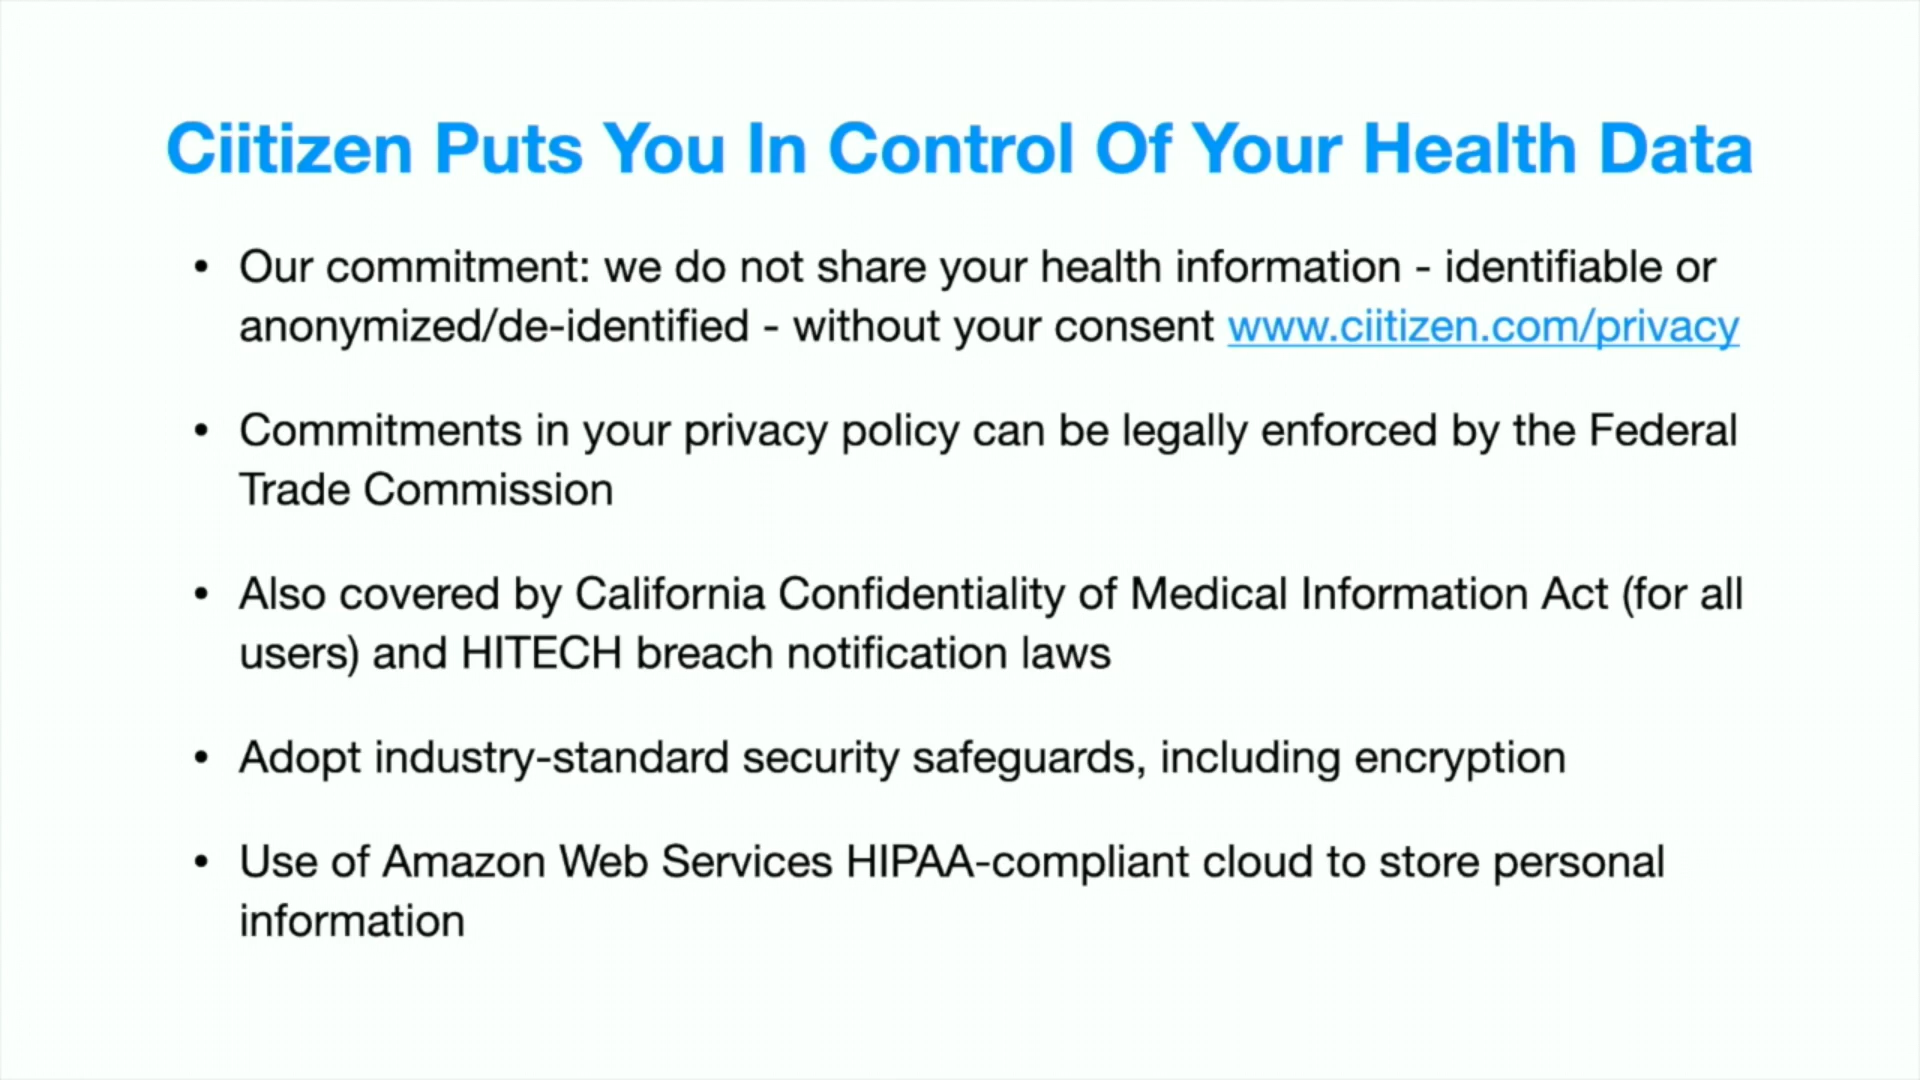 Ciitizen Puts You In Control Of Your Health Data
• Our commitment: we do not share your health information - identifiable or
anonymized/de-identified - without your consent www.ciitizen.com/privacy
• Commitments in your privacy policy can be legally enforced by the Federal
Trade Commission
• Also covered by California Confidentiality of Medical Information Act (for all
users) and HITECH breach notification laws
• Adopt industry-standard security safeguards, including encryption
• Use of Amazon Web Services HIPAA-compliant cloud to store personal
information